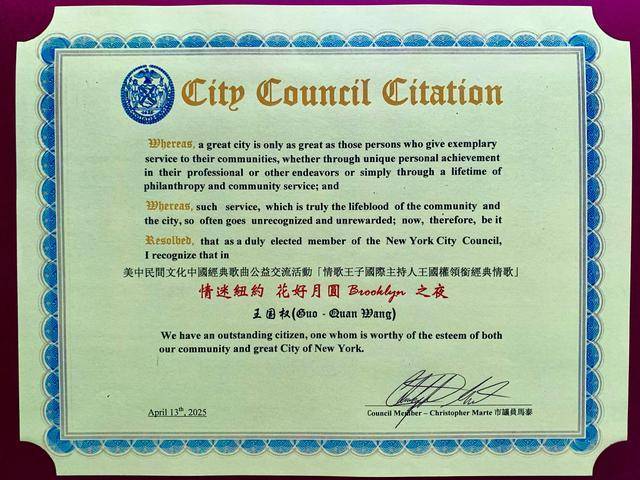 City Council Citation
Whereas, a great city is only as great as those persons who give exemplary
service to their communities, whether through unique personal achievement
in their professional or other endeavors or simply through a lifetime of
philanthropy and community service; and
Whereas, such service, which is truly the lifeblood of the community and
the city, so often goes unrecognized and unrewarded; now, therefore, be it
Resolved, that as a duly elected member of the New York City Council,
I recognize that in
美中民間文化中國經典歌曲公益交流活動「情歌王子國際主持人王國權領銜經典情歌」
情迷紐約 花好月圓 Brooklyn 之夜
王国权(Guo - Quan Wang)
We have an outstanding citizen, one whom is worthy of the esteem of both
our community and great City of New York.
April 13th, 2025
Council Member – Christopher Marte 市議員馬泰